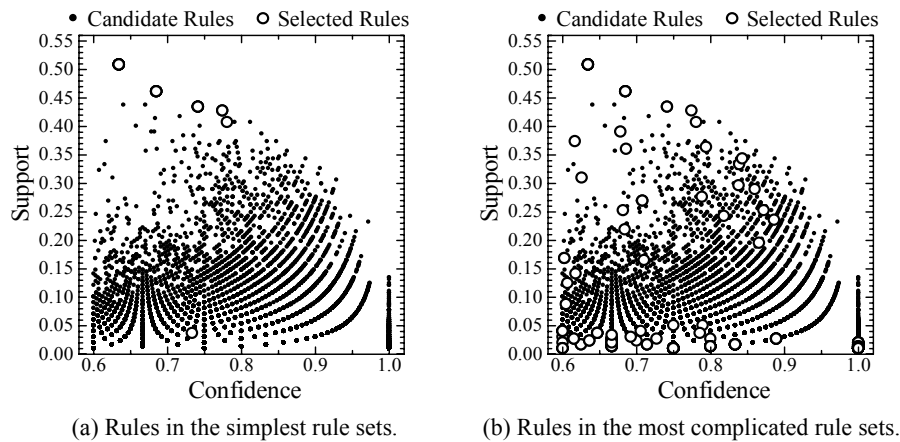 Candidate Rules Selected Rules
0.55
0.50
0.45
0.40
0.35
0.30
0.25
0.20
0.15
0.10
0.05
0.00
Support
0.6 0.7 0.8 0.9 1.0
Confidence
(a) Rules in the simplest rule sets.
Candidate Rules Selected Rules
0.55
0.50
0.45
0.40
0.35
0.30
0.25
0.20
0.15
0.10
0.05
0.00
Support
0.6 0.7 0.8 0.9 1.0
Confidence
(b) Rules in the most complicated rule sets.